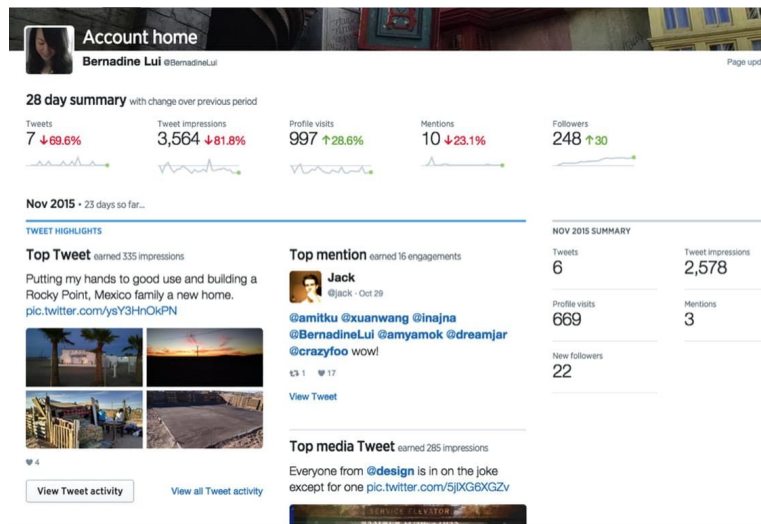 Account home
Bernadine Lui @BernadineLui
Page upd
28 day summary with change over previous period
Tweets
7 ↓69.6%
Tweet impressions
3,564 ↓81.8%
Profile visits
997 ↑28.6%
Mentions
10 ↓23.1%
Followers
248 ↑30
Nov 2015 • 23 days so far...
TWEET HIGHLIGHTS
Top Tweet earned 335 impressions
Putting my hands to good use and building a
Rocky Point, Mexico family a new home.
pic.twitter.com/ysY3HnOkPN
4
View Tweet activity
View all Tweet activity
Top mention earned 16 engagements
Jack
@jack · Oct 29
@amitku @xuanwang @inajna
@BernadineLui @amyamok @dreamjar
@crazyfoo wow!
1 17
View Tweet
Top media Tweet earned 285 impressions
Everyone from @design is in on the joke
except for one pic.twitter.com/5jlXG6XGZv
SERVICE ELEVATOR
NOV 2015 SUMMARY
Tweets
6
Tweet impressions
2,578
Profile visits
669
Mentions
3
New followers
22